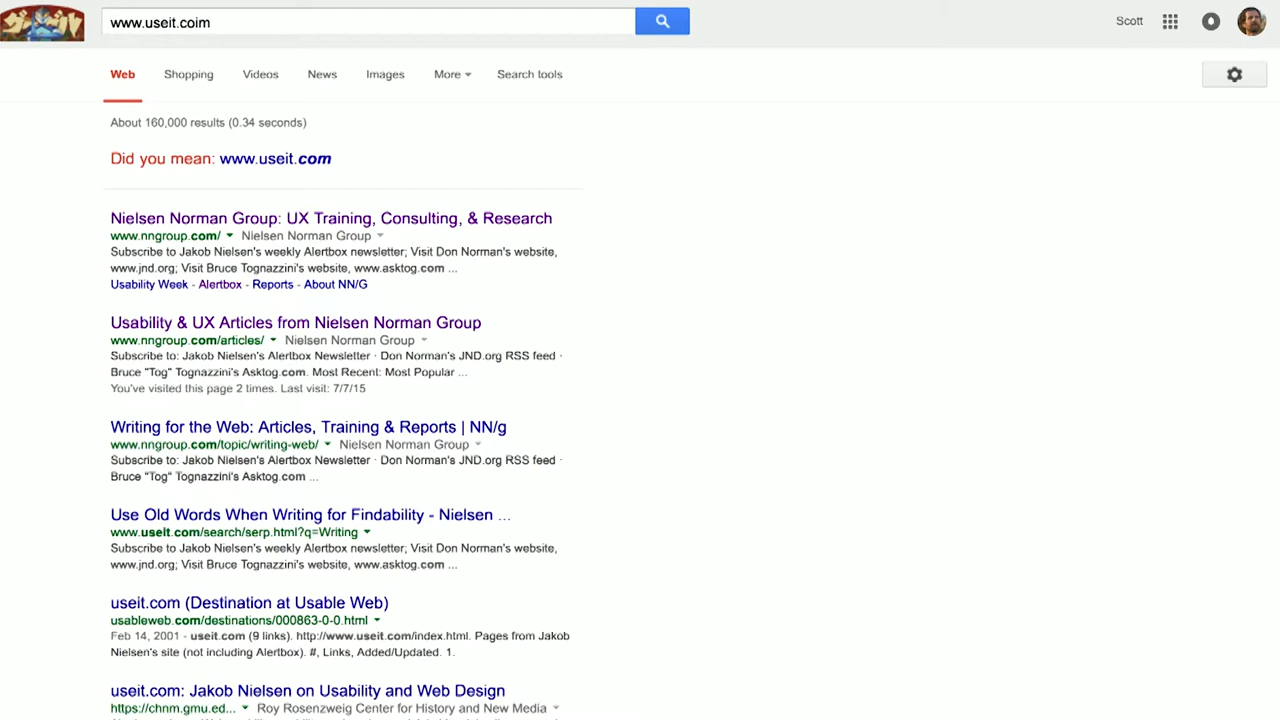 グーグル
www.useit.coim
Scott
Web Shopping Videos News Images More Search tools
About 160,000 results (0.34 seconds)
Did you mean: www.useit.com
Nielsen Norman Group: UX Training, Consulting, & Research
www.nngroup.com/ Nielsen Norman Group
Subscribe to Jakob Nielsen's weekly Alertbox newsletter; Visit Don Norman's website,
www.jnd.org; Visit Bruce Tognazzini's website, www.asktog.com ...
Usability Week - Alertbox - Reports - About NN/G
Usability & UX Articles from Nielsen Norman Group
www.nngroup.com/articles/ Nielsen Norman Group
Subscribe to: Jakob Nielsen's Alertbox Newsletter · Don Norman's JND.org RSS feed ·
Bruce "Tog" Tognazzini's Asktog.com. Most Recent: Most Popular ...
You've visited this page 2 times. Last visit: 7/7/15
Writing for the Web: Articles, Training & Reports | NN/g
www.nngroup.com/topic/writing-web/ Nielsen Norman Group
Subscribe to: Jakob Nielsen's Alertbox Newsletter · Don Norman's JND.org RSS feed ·
Bruce "Tog" Tognazzini's Asktog.com ...
Use Old Words When Writing for Findability - Nielsen ...
www.useit.com/search/serp.html?q=Writing
Subscribe to Jakob Nielsen's weekly Alertbox newsletter; Visit Don Norman's website,
www.jnd.org; Visit Bruce Tognazzini's website, www.asktog.com ...
useit.com (Destination at Usable Web)
usableweb.com/destinations/000863-0-0.html
Feb 14, 2001 - useit.com (9 links). http://www.useit.com/index.html. Pages from Jakob
Nielsen's site (not including Alertbox). #, Links, Added/Updated. 1.
useit.com: Jakob Nielsen on Usability and Web Design
https://chnm.gmu.ed... Roy Rosenzweig Center for History and New Media